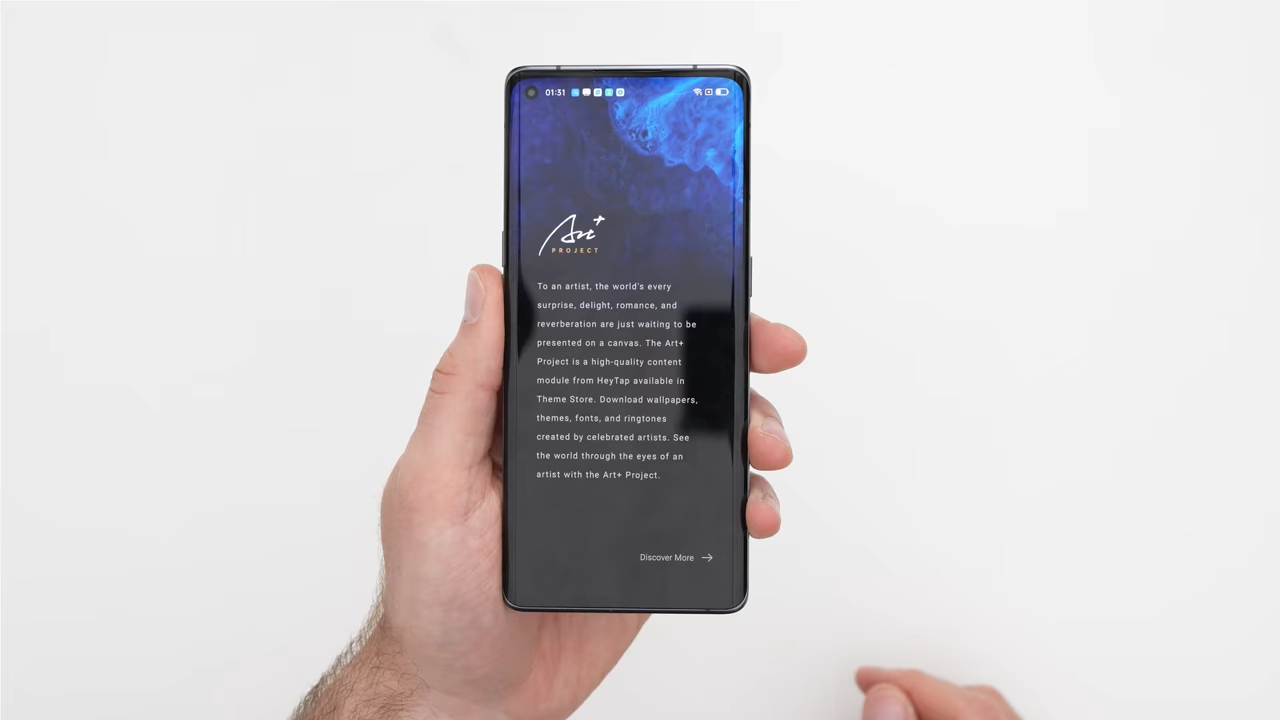 01:31
Art+
PROJECT
To an artist, the world's every
surprise, delight, romance, and
reverberation are just waiting to be
presented on a canvas. The Art+
Project is a high-quality content
module from HeyTap available in
Theme Store. Download wallpapers,
themes, fonts, and ringtones
created by celebrated artists. See
the world through the eyes of an
artist with the Art+ Project.
Discover More